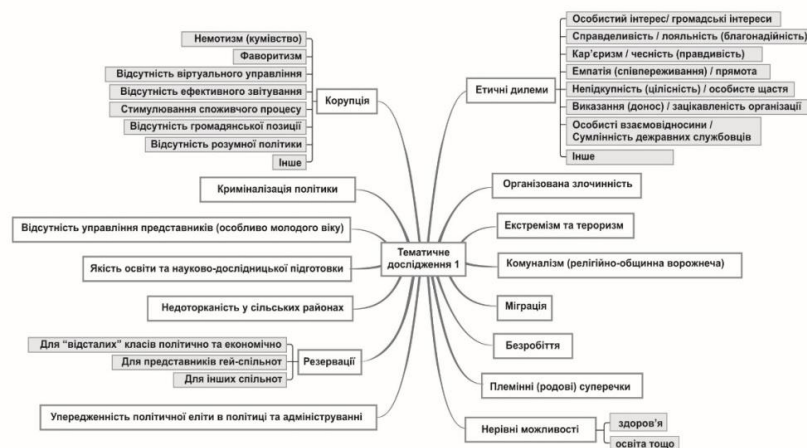 Немотизм (кумівство)
Фаворитизм
Відсутність віртуального управління
Відсутність ефективного звітування
Стимулювання споживчого процесу
Відсутність громадянської позиції
Відсутність розумної політики
Інше
Корупція
Криміналізація політики
Відсутність управління представників (особливо молодого віку)
Якість освіти та науково-дослідницької підготовки
Недоторканість у сільських районах
Для “відсталих” класів політично та економічно
Для представників гей-спільнот
Для інших спільнот
Резервації
Упередженність політичної еліти в політиці та адмініструванні
Тематичне
дослідження 1
Етичні дилеми
Особистий інтерес/ громадські інтереси
Справделивість / лояльність (благонадійність)
Кар’єризм / чесність (правдивість)
Емпатія (співпереживання) / прямота
Непідкупність (цілісність) / особисте щастя
Виказання (донос) / зацікавленість організації
Особисті взаємовідносини /
Сумлінність дежравних службовців
Інше
Організована злочинність
Екстремізм та тероризм
Комуналізм (релігійно-общинна ворожнеча)
Міграція
Безробіття
Племінні (родові) суперечки
Нерівні можливості
здоров’я
освіта тощо